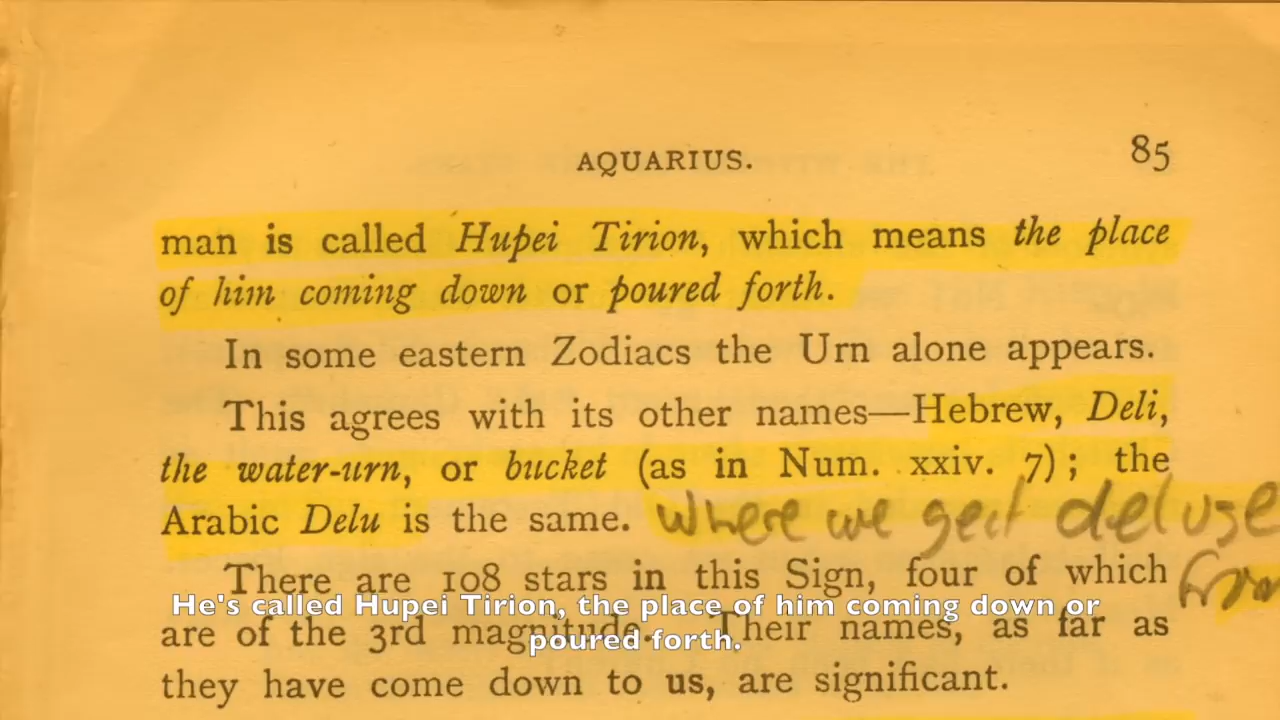 AQUARIUS. 85
man is called Hupei Tirion, which means the place
of him coming down or poured forth.
In some eastern Zodiacs the Urn alone appears.
This agrees with its other names—Hebrew, Deli,
the water-urn, or bucket (as in Num. xxiv. 7); the
Arabic Delu is the same. where we get deluge
from
There are 108 stars in this Sign, four of which
are of the 3rd magnitude. Their names, as far as
they have come down to us, are significant.
He's called Hupei Tirion, the place of him coming down or
poured forth.